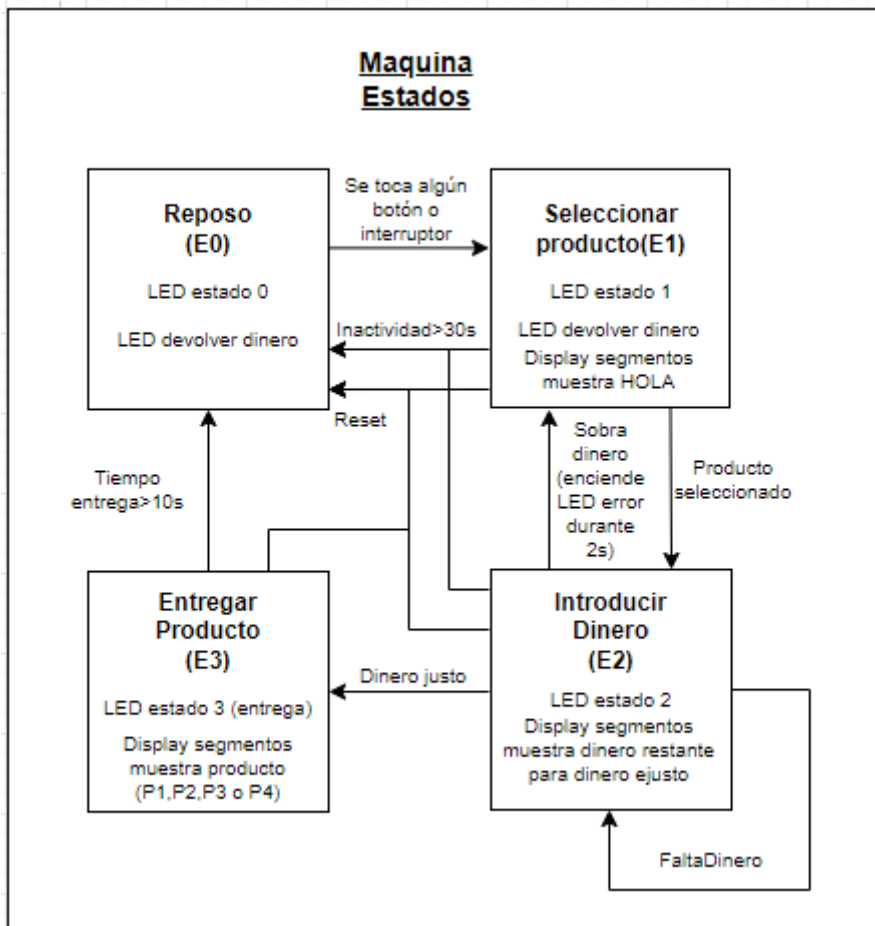 Maquina
Estados
Reposo
(E0)
LED estado 0
LED devolver dinero
Se toca algún
botón o
interruptor
Seleccionar
producto(E1)
LED estado 1
LED devolver dinero
Display segmentos
muestra HOLA
Inactividad>30s
Reset
Tiempo
entrega>10s
Sobra
dinero
(enciende
LED error
durante
2s)
Producto
seleccionado
Entregar
Producto
(E3)
LED estado 3 (entrega)
Display segmentos
muestra producto
(P1,P2,P3 o P4)
Dinero justo
Introducir
Dinero
(E2)
LED estado 2
Display segmentos
muestra dinero restante
para dinero ejusto
FaltaDinero